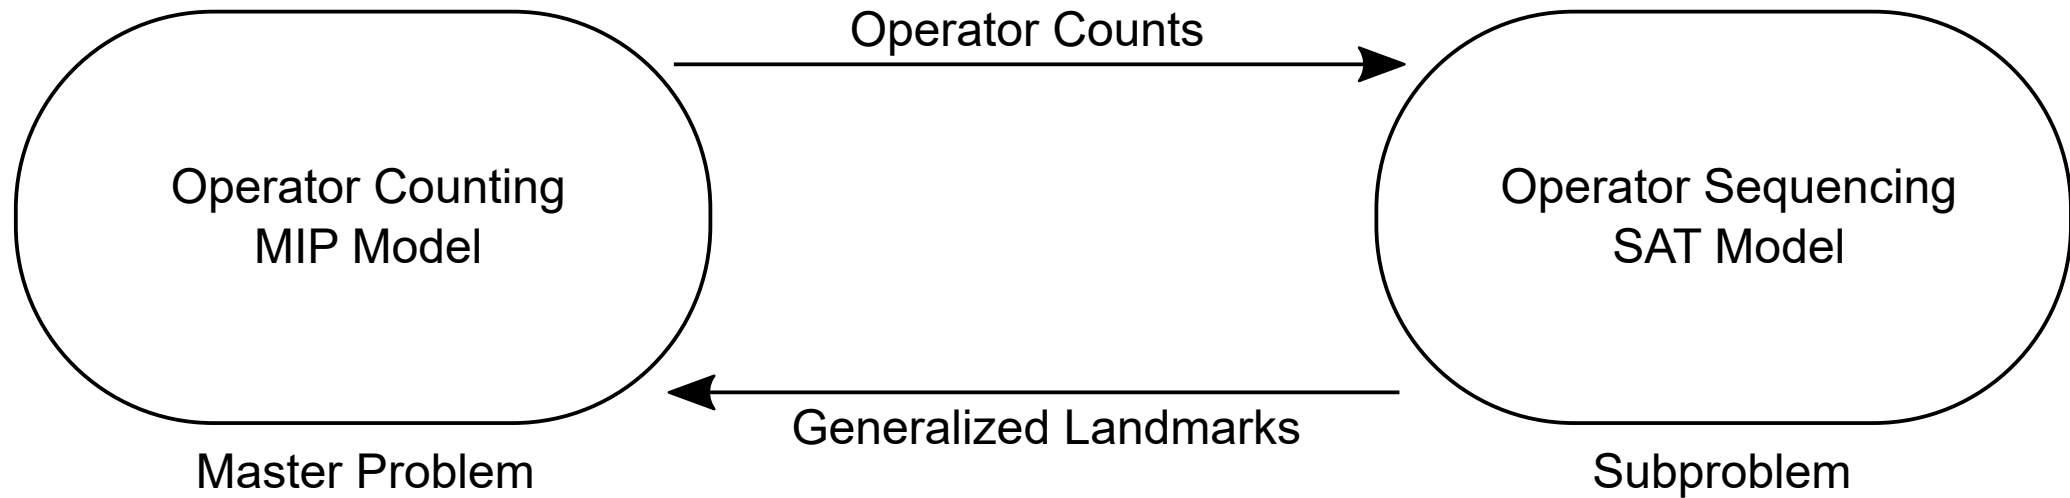 Operator Counts
Operator Counting
MIP Model
Operator Sequencing
SAT Model
Generalized Landmarks
Master Problem
Subproblem